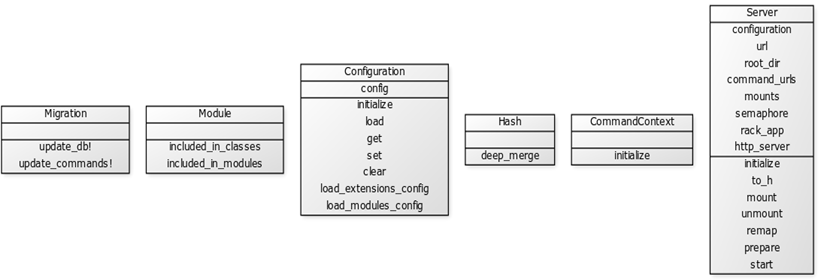 Migration
update_db!
update_commands!
Module
included_in_classes
included_in_modules
Configuration
config
initialize
load
get
set
clear
load_extensions_config
load_modules_config
Hash
deep_merge
CommandContext
initialize
Server
configuration
url
root_dir
command_urls
mounts
semaphore
rack_app
http_server
initialize
to_h
mount
unmount
remap
prepare
start